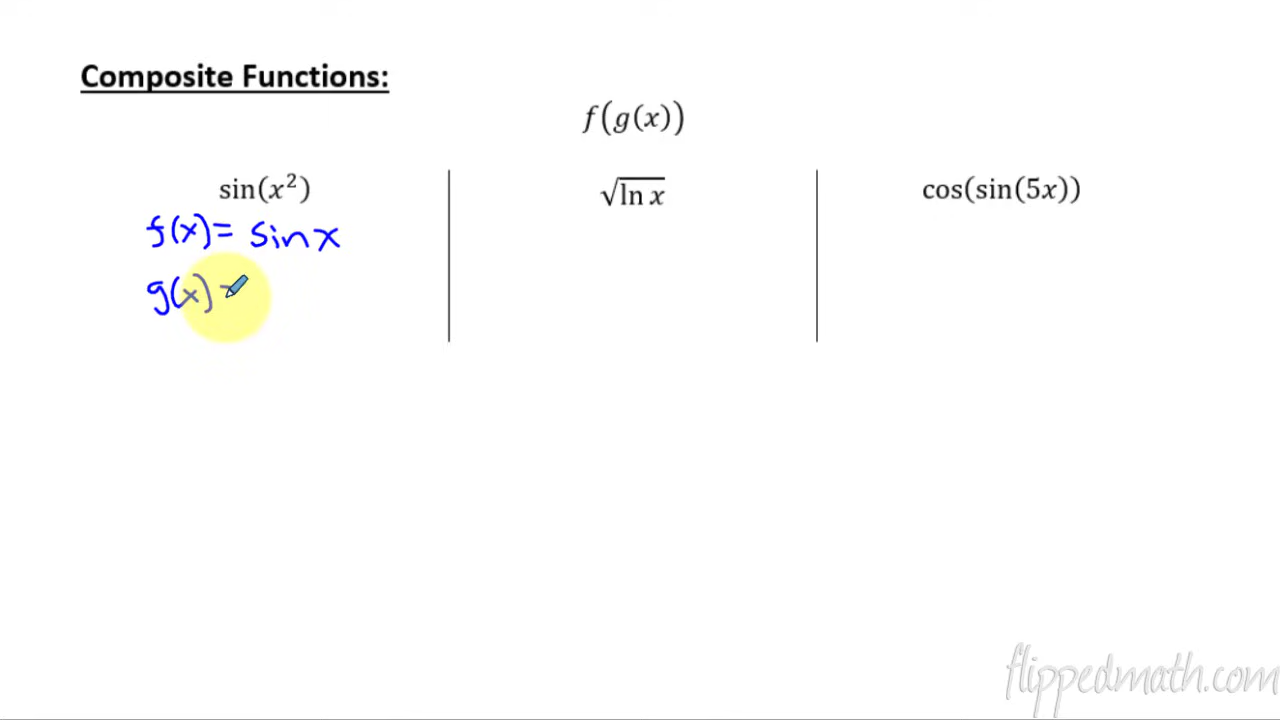 Composite Functions:
f(g(x))
sin(x²)
√ln x
cos(sin(5x))
f(x) = sin x
g(x) =
flippedmath.com